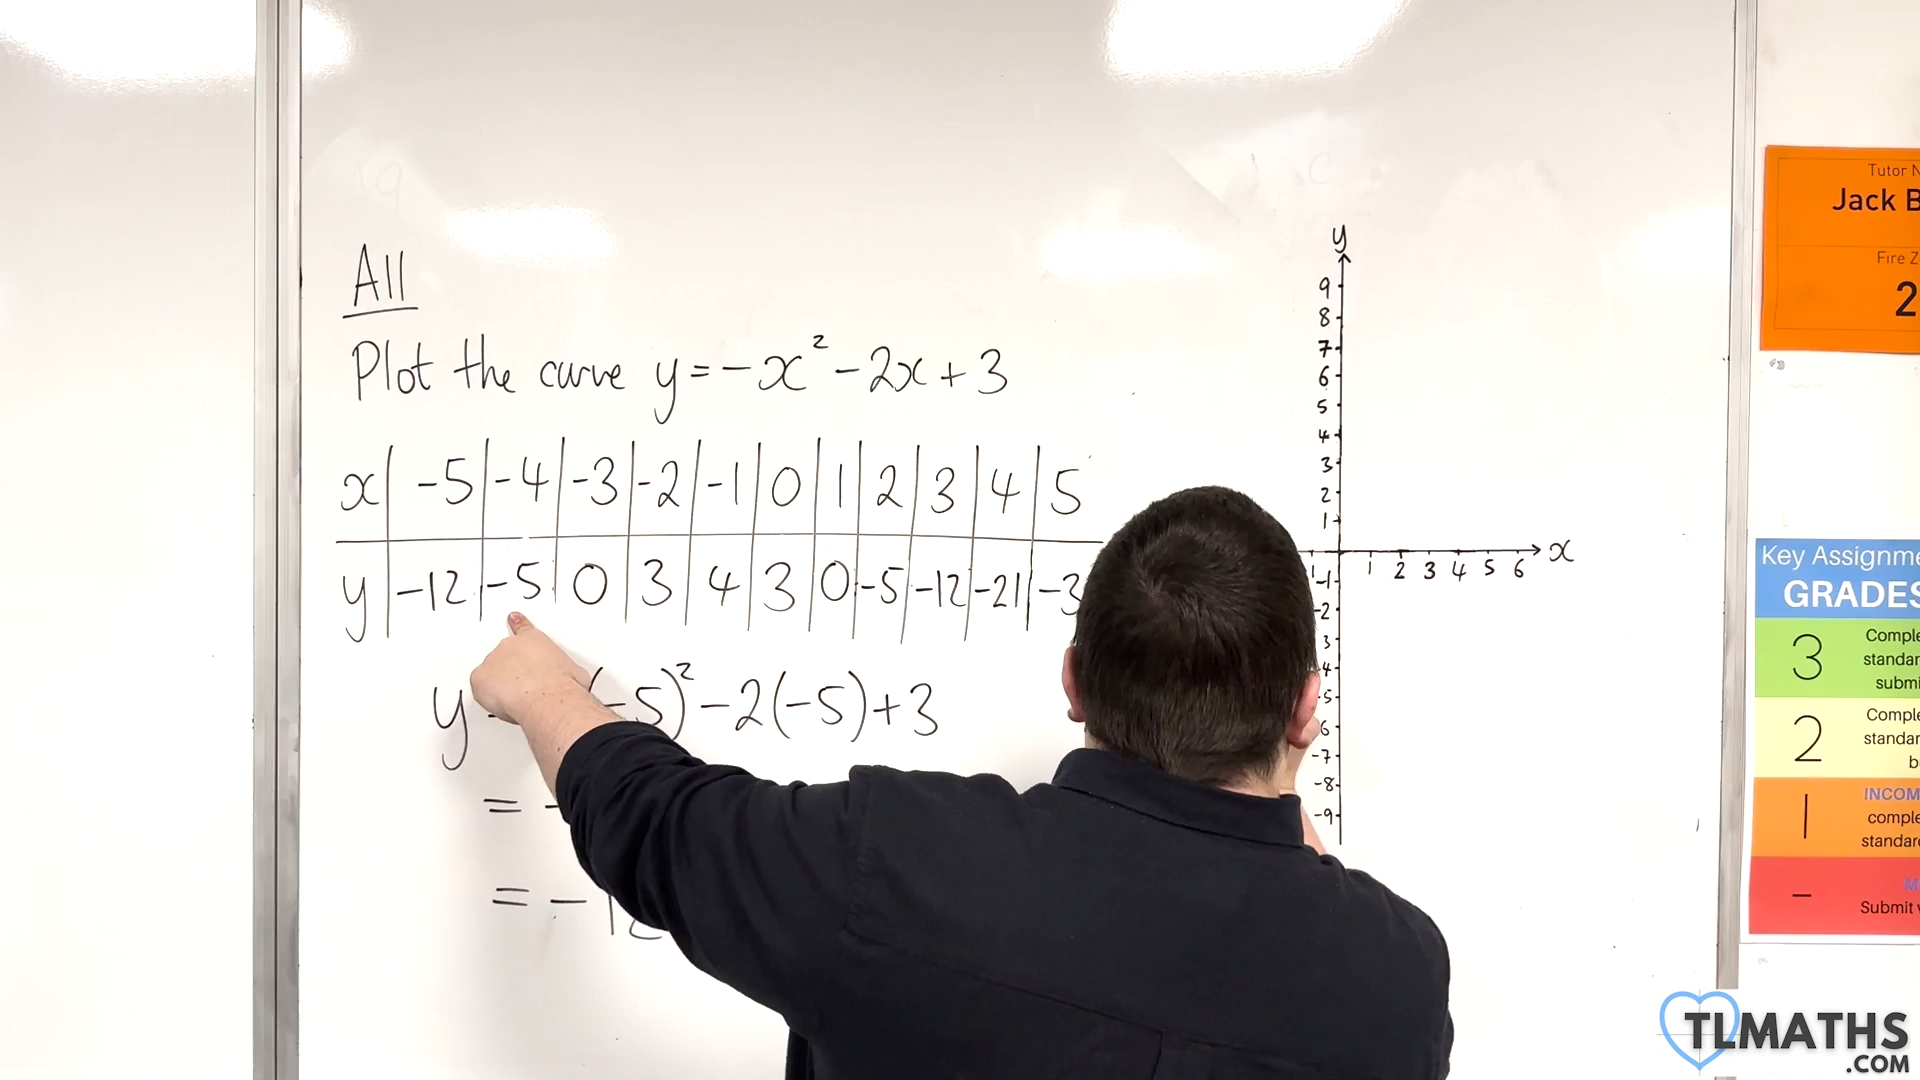 All
Plot the curve y = -x² - 2x + 3
x | -5 | -4 | -3 | -2 | -1 | 0 | 1 | 2 | 3 | 4 | 5
y | -12 | -5 | 0 | 3 | 4 | 3 | 0 | -5 | -12 | -21 | -3
y -5)² - 2(-5) + 3
= -
= -12
y
9
8
7
6
5
4
3
2
1
1 2 3 4 5 6 x
-1
-2
3
-4
-5
6
-7
-8
-9
Tutor N
Jack B
Fire Z
2
Key Assignme
GRADES
3 Comple
standar
submi
2 Comple
standar
b
1 INCOM
comple
standar
- M
Submit w
TLMATHS
.COM